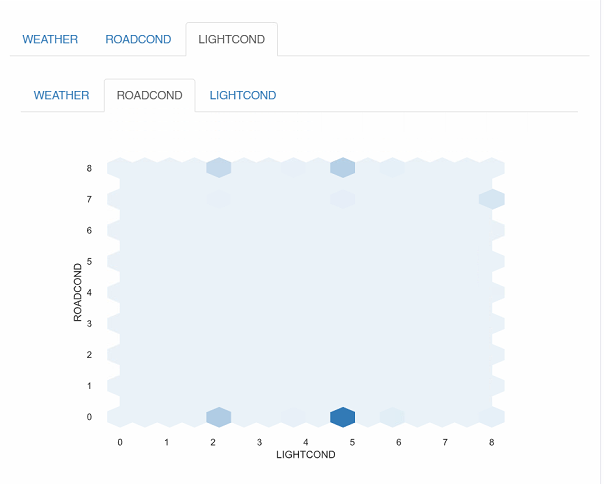 WEATHER ROADCOND LIGHTCOND
WEATHER ROADCOND LIGHTCOND
8
7
6
5
4
3
2
1
0
ROADCOND
0 1 2 3 4 5 6 7 8
LIGHTCOND